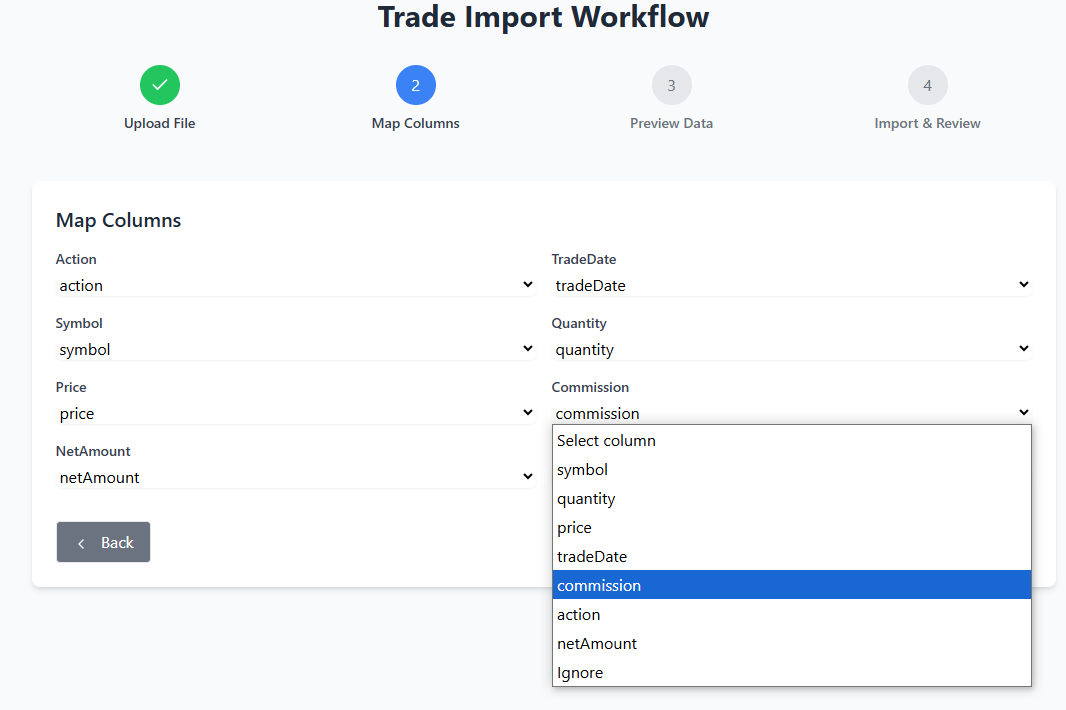 Trade Import Workflow
2
3
4
Upload File
Map Columns
Preview Data
Import & Review
Map Columns
Action
action
TradeDate
tradeDate
Symbol
symbol
Quantity
quantity
Price
price
Commission
commission
NetAmount
netAmount
Select column
symbol
quantity
price
tradeDate
commission
action
netAmount
Ignore
Back